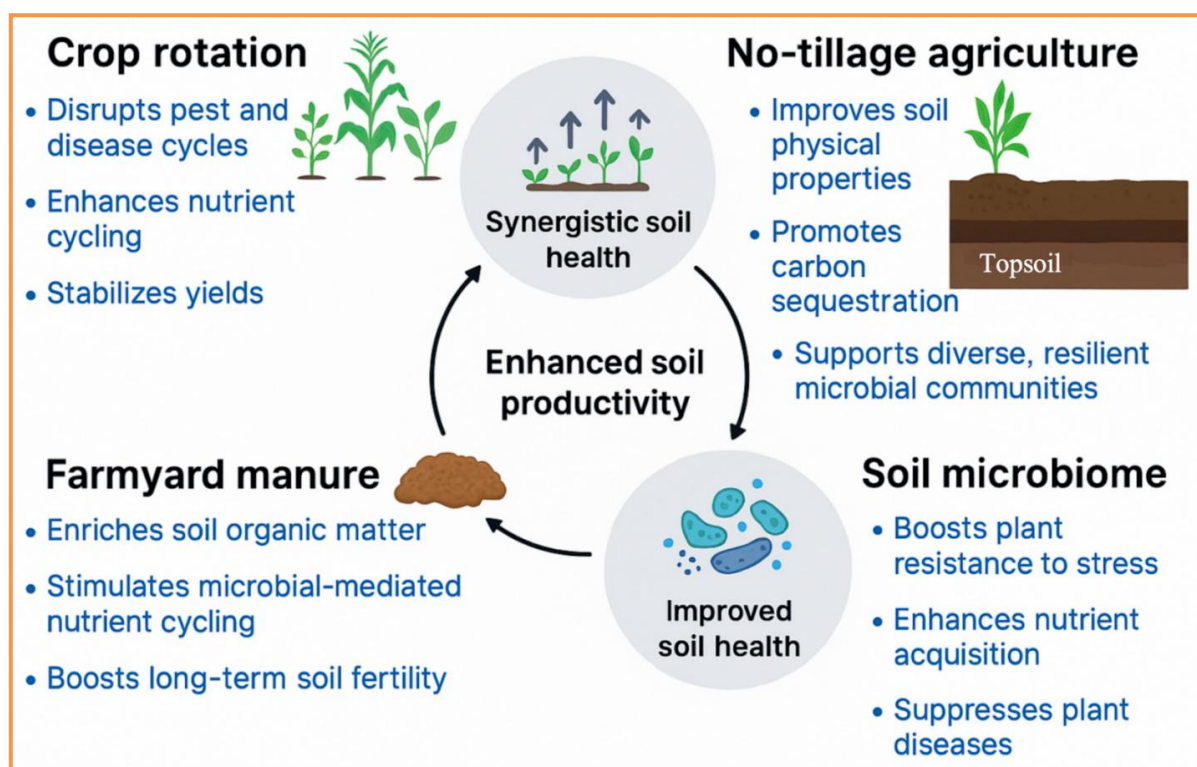 Crop rotation
• Disrupts pest and
disease cycles
• Enhances nutrient
cycling
• Stabilizes yields
Synergistic soil
health
No-tillage agriculture
• Improves soil
physical
properties
• Promotes
carbon
sequestration
• Supports diverse, resilient
microbial communities
Topsoil
Enhanced soil
productivity
Farmyard manure
• Enriches soil organic matter
• Stimulates microbial-mediated
nutrient cycling
• Boosts long-term soil fertility
Improved
soil health
Soil microbiome
• Boosts plant
resistance to stress
• Enhances nutrient
acquisition
• Suppresses plant
diseases